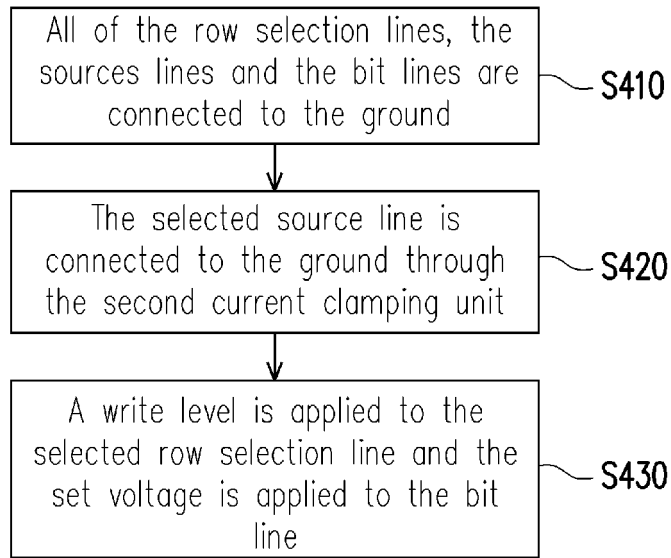 All of the row selection lines, the
sources lines and the bit lines are
connected to the ground
S410
The selected source line is
connected to the ground through
the second current clamping unit
S420
A write level is applied to the
selected row selection line and the
set voltage is applied to the bit
line
S430